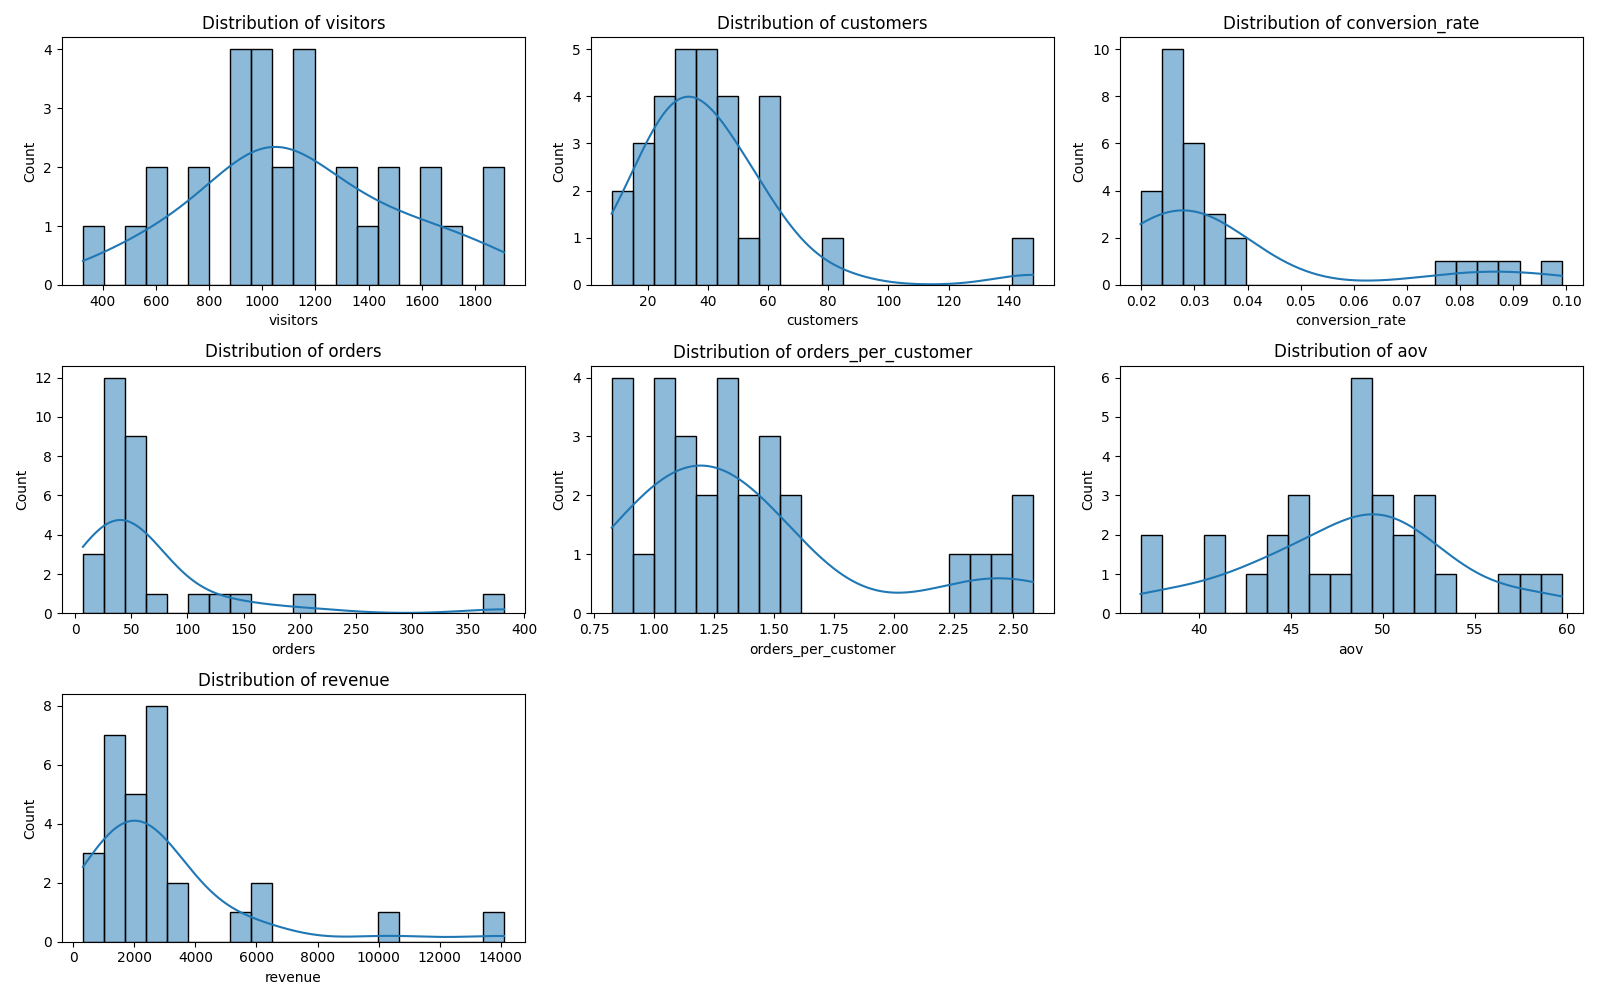 Distribution of visitors
Count
4
3
2
1
0
400 600 800 1000 1200 1400 1600 1800
visitors
Distribution of customers
Count
5
4
3
2
1
0
20 40 60 80 100 120 140
customers
Distribution of conversion_rate
Count
10
8
6
4
2
0
0.02 0.03 0.04 0.05 0.06 0.07 0.08 0.09 0.10
conversion_rate
Distribution of orders
Count
12
10
8
6
4
2
0
0 50 100 150 200 250 300 350 400
orders
Distribution of orders_per_customer
Count
4
3
2
1
0
0.75 1.00 1.25 1.50 1.75 2.00 2.25 2.50
orders_per_customer
Distribution of aov
Count
6
5
4
3
2
1
0
40 45 50 55 60
aov
Distribution of revenue
Count
8
6
4
2
0
0 2000 4000 6000 8000 10000 12000 14000
revenue